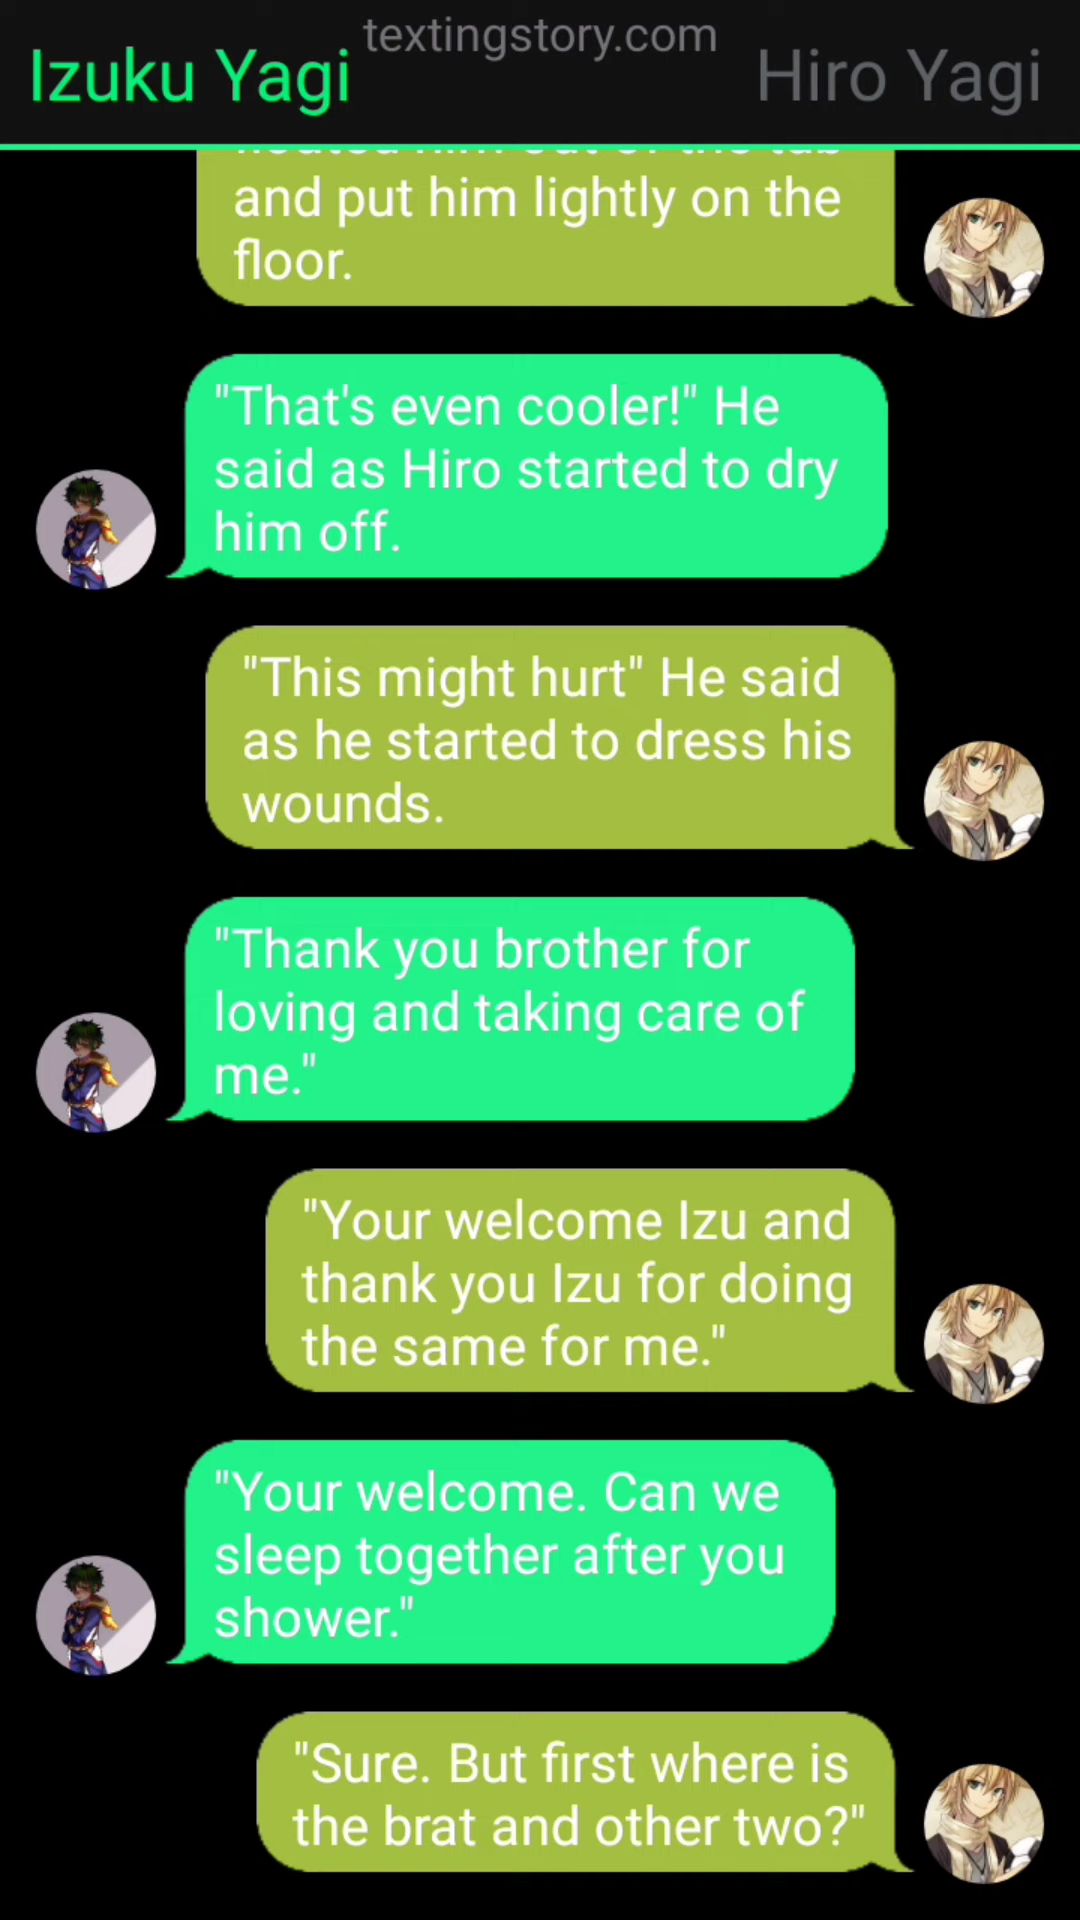 textingstory.com
Izuku Yagi
Hiro Yagi
and put him lightly on the
floor.
"That's even cooler!" He
said as Hiro started to dry
him off.
"This might hurt" He said
as he started to dress his
wounds.
"Thank you brother for
loving and taking care of
me."
"Your welcome Izu and
thank you Izu for doing
the same for me."
"Your welcome. Can we
sleep together after you
shower."
"Sure. But first where is
the brat and other two?"